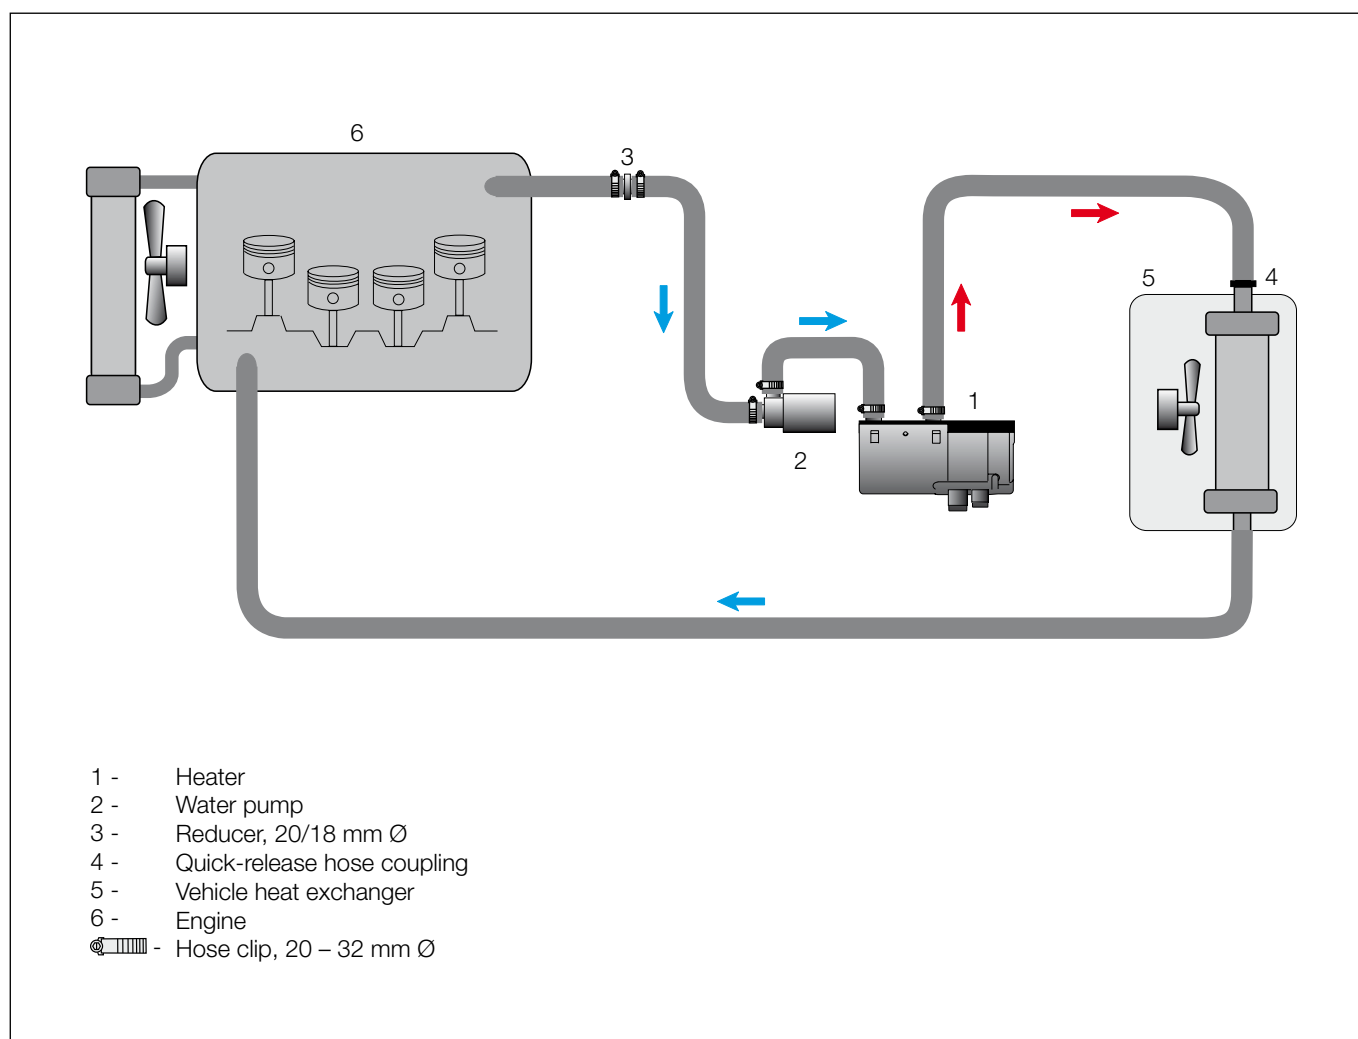 6
3
5
4
1
2
1 - Heater
2 - Water pump
3 - Reducer, 20/18 mm Ø
4 - Quick-release hose coupling
5 - Vehicle heat exchanger
6 - Engine
- Hose clip, 20 – 32 mm Ø